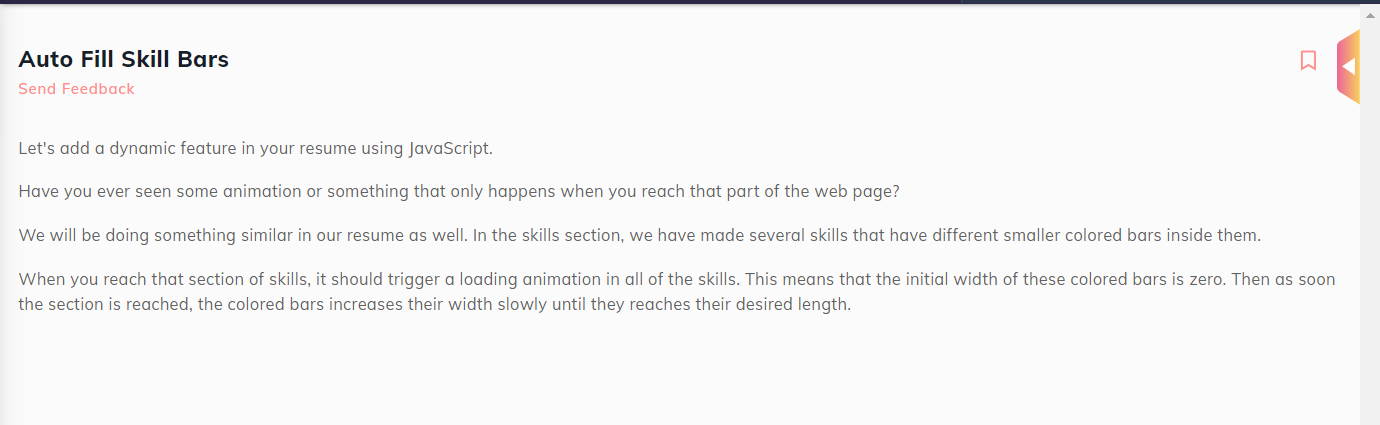 Auto Fill Skill Bars
Send Feedback
Let's add a dynamic feature in your resume using JavaScript.
Have you ever seen some animation or something that only happens when you reach that part of the web page?
We will be doing something similar in our resume as well. In the skills section, we have made several skills that have different smaller colored bars inside them.
When you reach that section of skills, it should trigger a loading animation in all of the skills. This means that the initial width of these colored bars is zero. Then as soon
the section is reached, the colored bars increases their width slowly until they reaches their desired length.